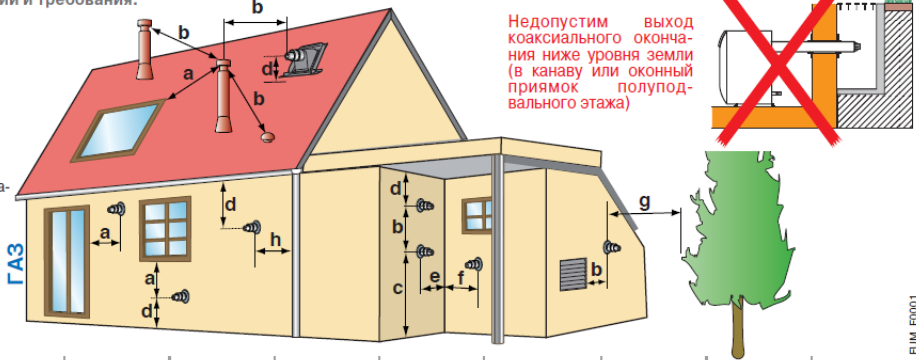 ии и требования:
b
b
b
a
d
b
Недопустим выход
коаксиального оконча-
ния ниже уровня земли
(в канаву или оконный
приямок полупод-
вального этажа)
а-
ГАЗ
a
d
h
a
d
d
b
c
e
f
b
g